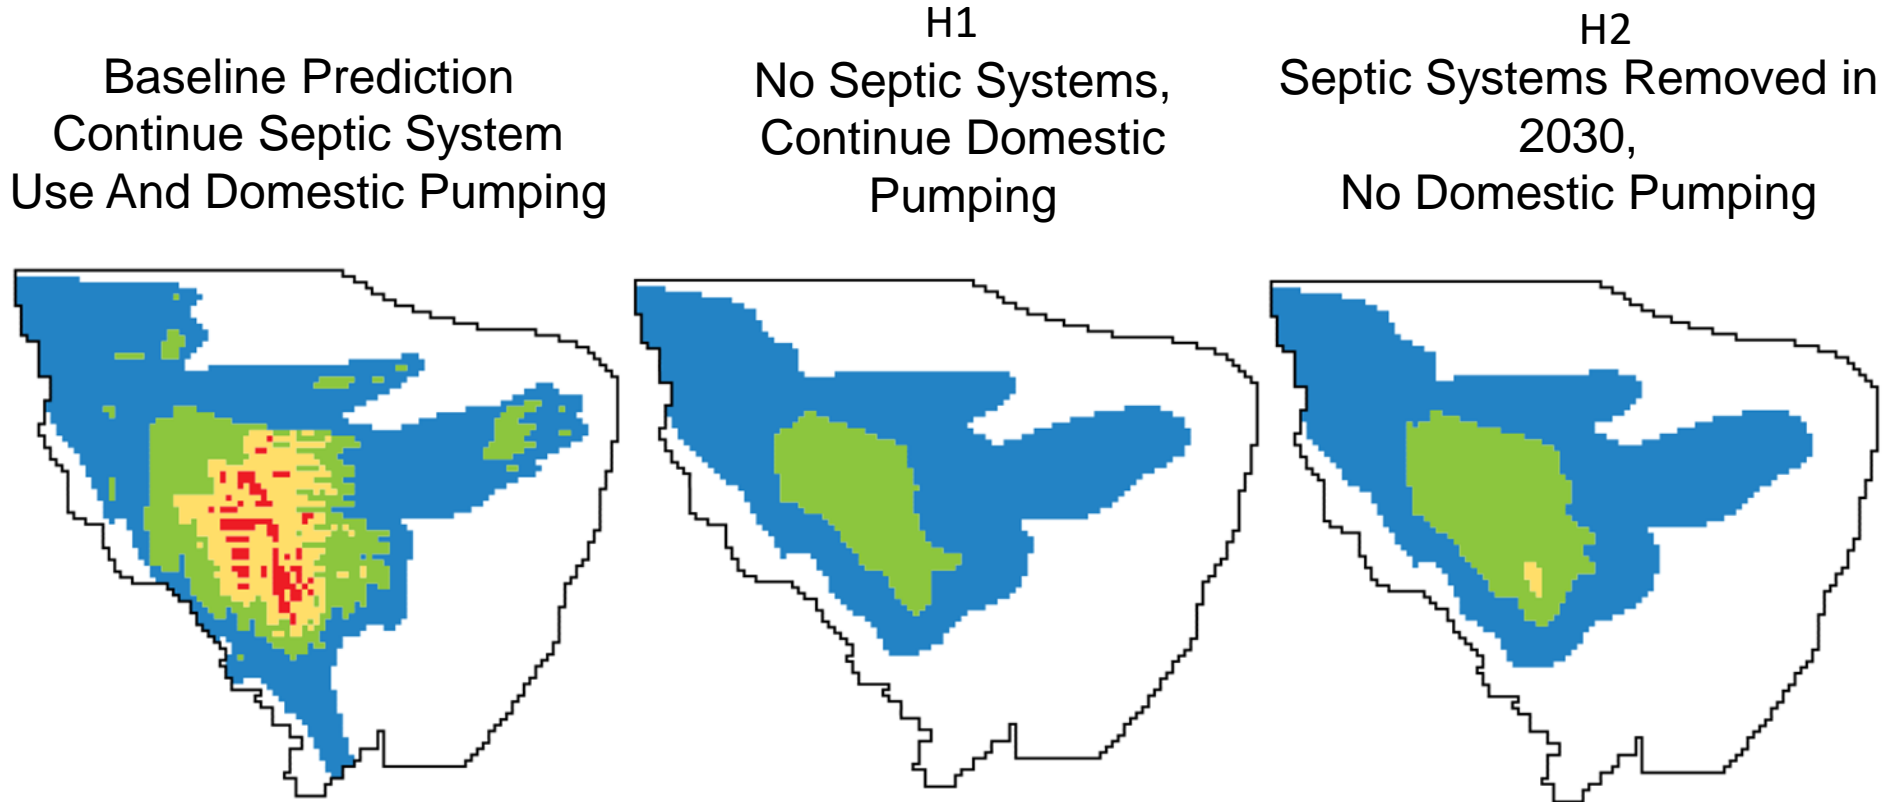 Baseline Prediction
Continue Septic System
Use And Domestic Pumping
H1
No Septic Systems,
Continue Domestic
Pumping
H2
Septic Systems Removed in
2030,
No Domestic Pumping